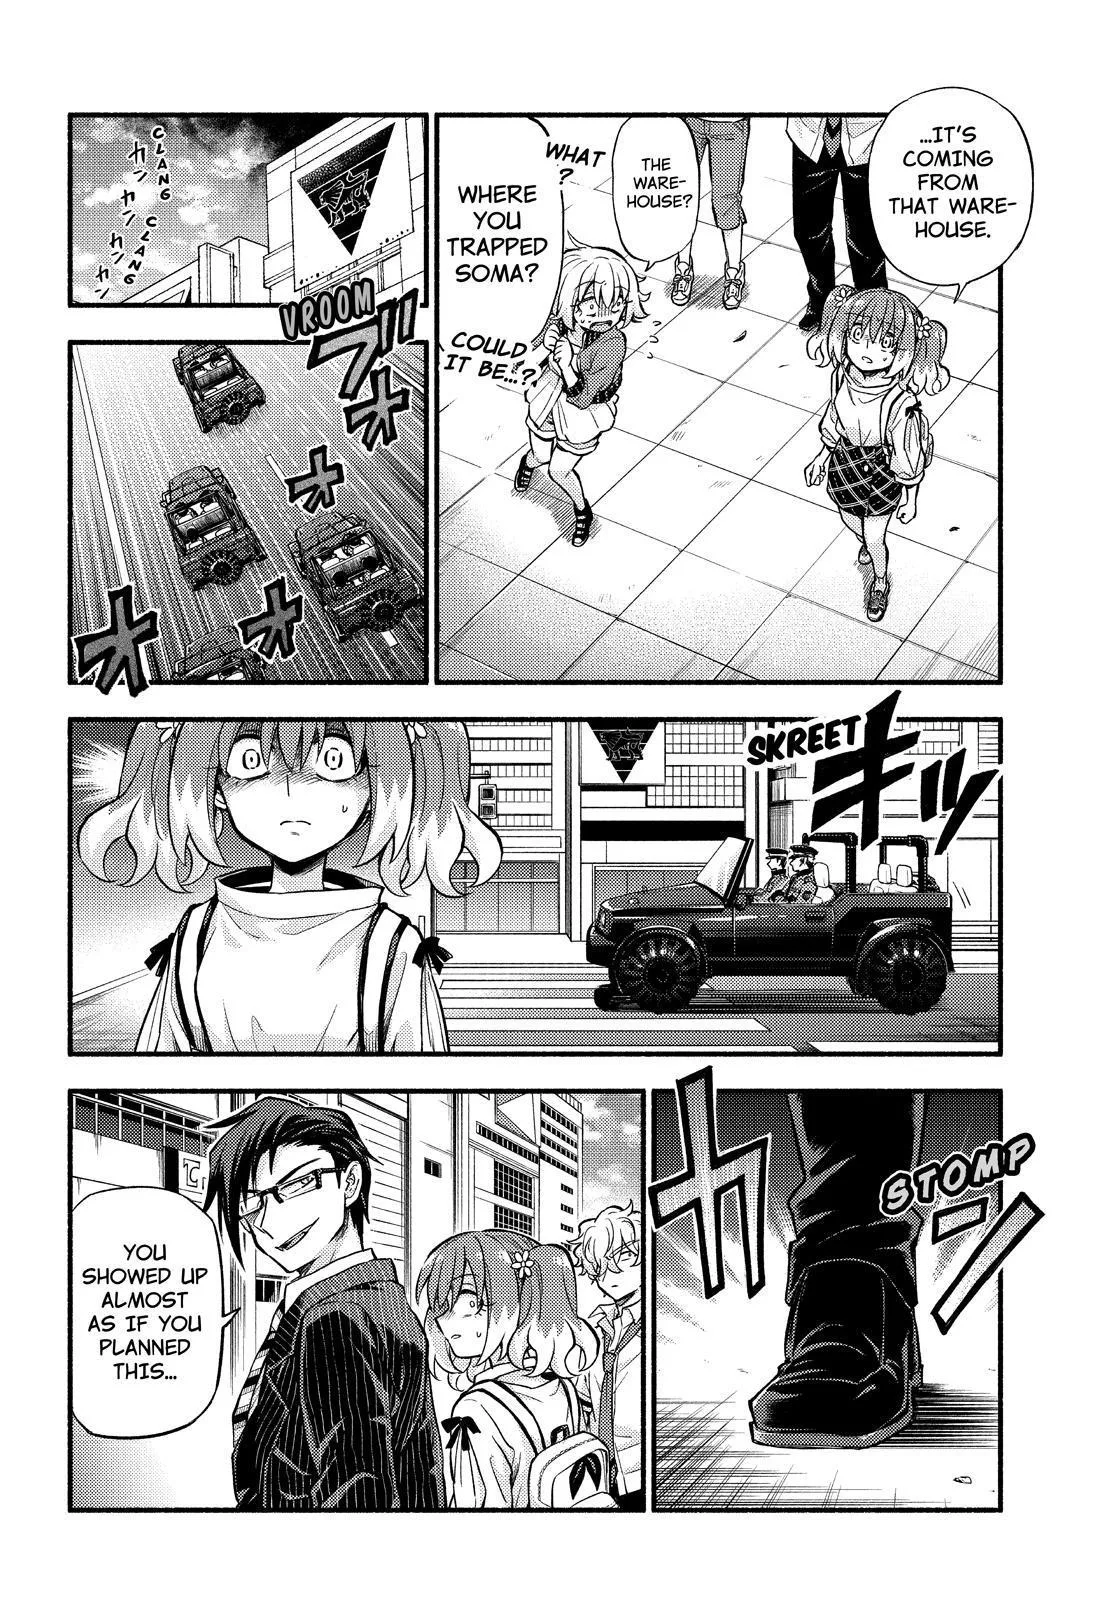 ...IT'S
COMING
FROM
THAT WARE-
HOUSE.
THE
WARE-
HOUSE?
WHAT
?
WHERE
YOU
TRAPPED
SOMA?
COULD
IT BE...?
CLANG
CLANG
カン
カン
カン
VROOM
ブオオオオ
SKREET
キッ
STOMP
カン
YOU
SHOWED UP
ALMOST
AS IF YOU
PLANNED
THIS...